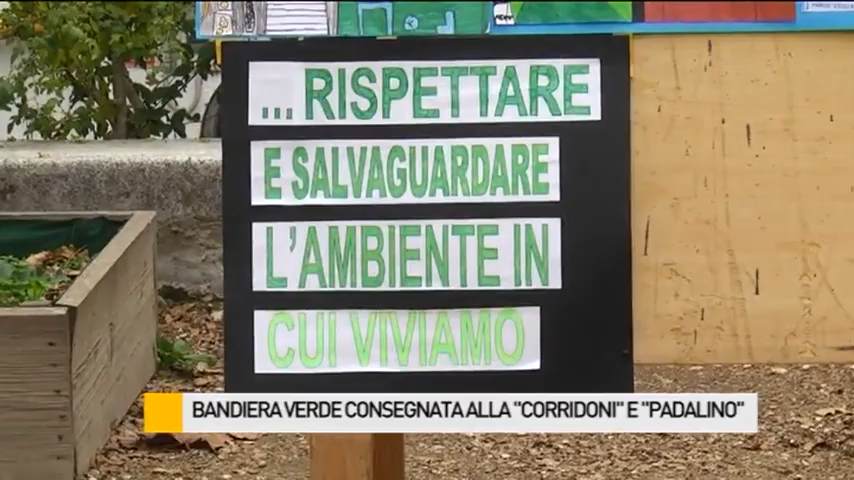 ... RISPETTARE
E SALVAGUARDARE
L'AMBIENTE IN
CUI VIVIAMO
BANDIERA VERDE CONSEGNATA ALLA "CORRIDONI" E "PADALINO"